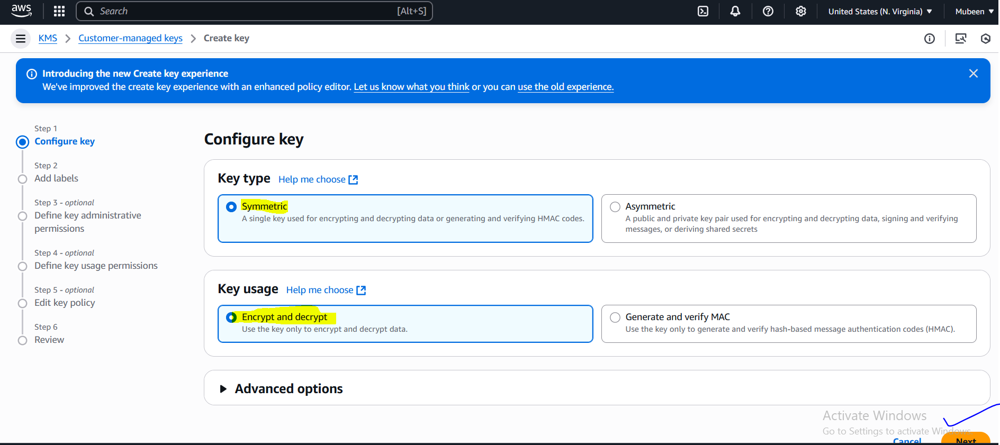 aws
Search [Alt+S]
United States (N. Virginia)
Mubeen
KMS
Customer-managed keys
Create key
Introducing the new Create key experience
We've improved the create key experience with an enhanced policy editor. Let us know what you think or you can use the old experience.
Step 1
Configure key
Step 2
Add labels
Step 3 - optional
Define key administrative
permissions
Step 4 - optional
Define key usage permissions
Step 5 - optional
Edit key policy
Step 6
Review
Configure key
Key type Help me choose
Symmetric
A single key used for encrypting and decrypting data or generating and verifying HMAC codes.
Asymmetric
A public and private key pair used for encrypting and decrypting data, signing and verifying
messages, or deriving shared secrets
Key usage Help me choose
Encrypt and decrypt
Use the key only to encrypt and decrypt data.
Generate and verify MAC
Use the key only to generate and verify hash-based message authentication codes (HMAC).
Advanced options
Activate Windows
Go to Settings to activate Windows.
Cancel
Next